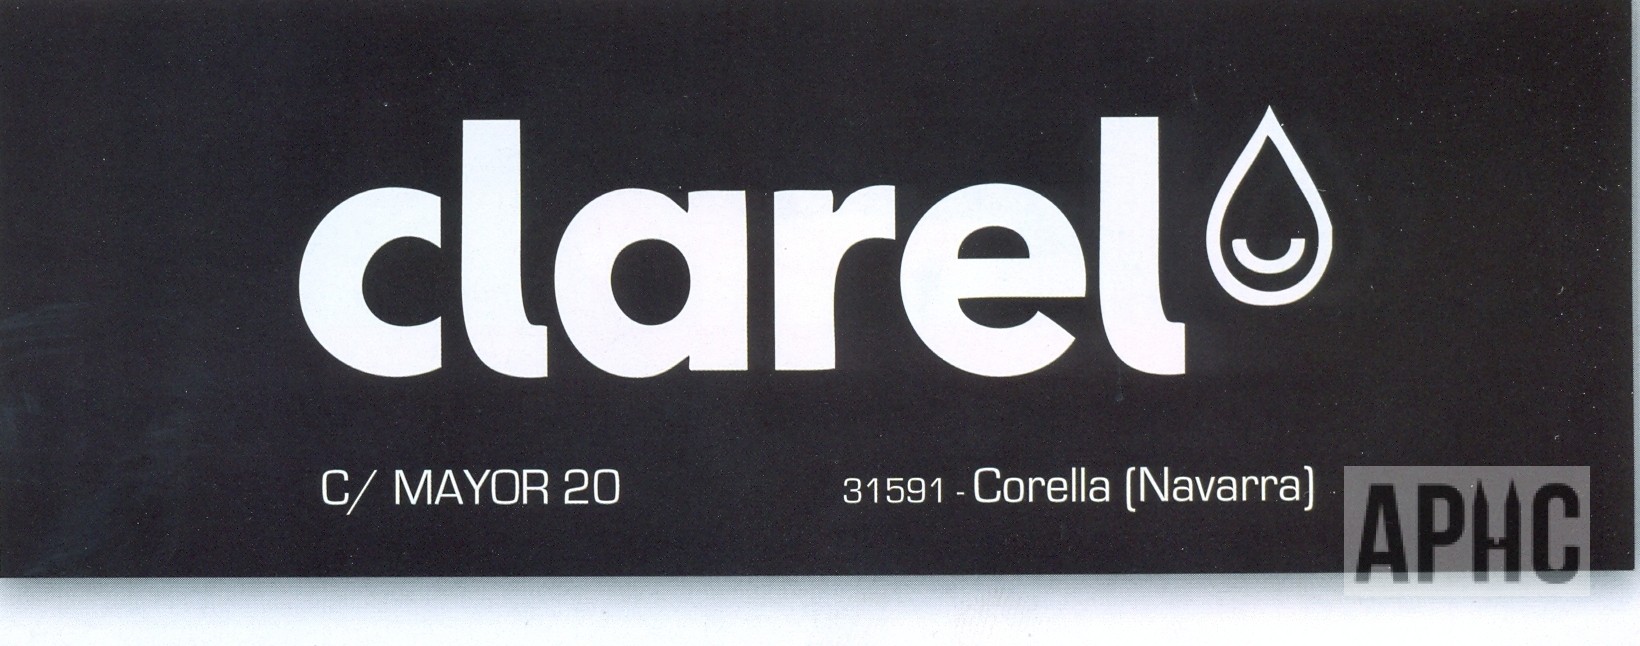 clarel
C/ MAYOR 20
31591 - Corella (Navarra)
APHC